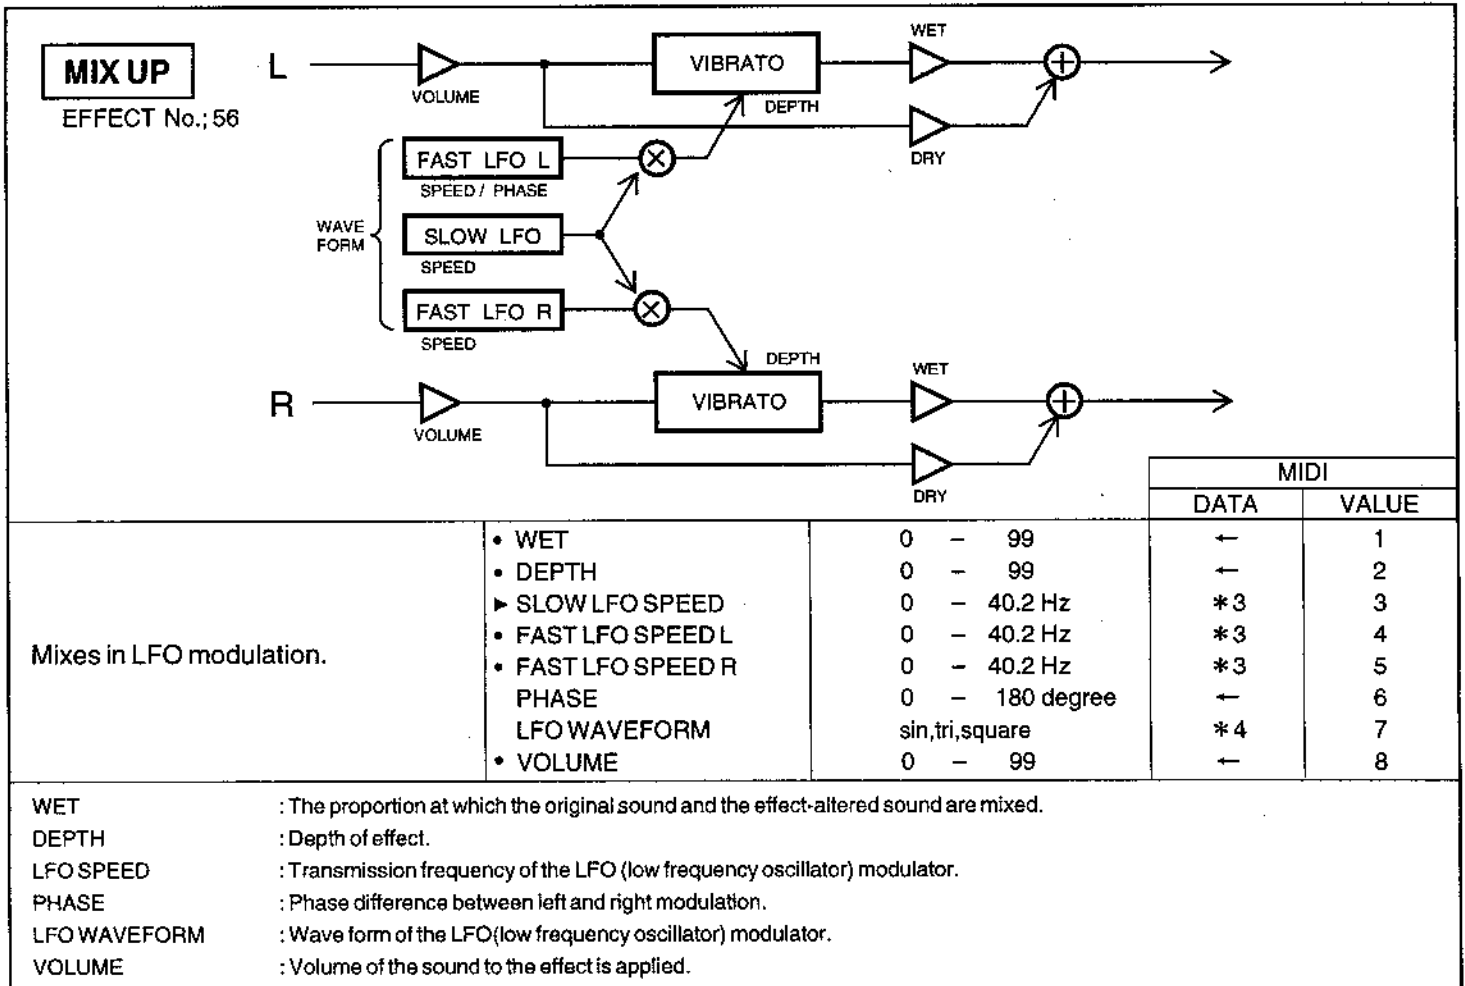 MIX UP
EFFECT No.; 56
L
VOLUME
VIBRATO
DEPTH
WET
DRY
WAVE
FORM
FAST LFO L
SPEED / PHASE
SLOW LFO
SPEED
FAST LFO R
SPEED
R
VOLUME
VIBRATO
DEPTH
WET
DRY
MIDI
DATA VALUE
Mixes in LFO modulation.
• WET 0 – 99 ← 1
• DEPTH 0 – 99 ← 2
► SLOW LFO SPEED 0 – 40.2 Hz *3 3
• FAST LFO SPEED L 0 – 40.2 Hz *3 4
• FAST LFO SPEED R 0 – 40.2 Hz *3 5
PHASE 0 – 180 degree ← 6
LFO WAVEFORM sin,tri,square *4 7
• VOLUME 0 – 99 ← 8
WET : The proportion at which the original sound and the effect-altered sound are mixed.
DEPTH : Depth of effect.
LFO SPEED : Transmission frequency of the LFO (low frequency oscillator) modulator.
PHASE : Phase difference between left and right modulation.
LFO WAVEFORM : Wave form of the LFO(low frequency oscillator) modulator.
VOLUME : Volume of the sound to the effect is applied.